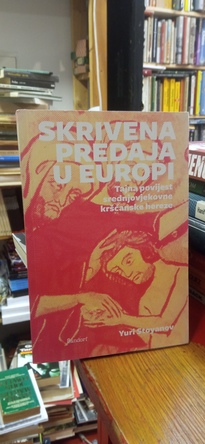 SKRIVENA
PREDAJA
U EUROPI
Tajna povijest
srednjovjekovne
kršćanske hereze
Yuri Stoyanov